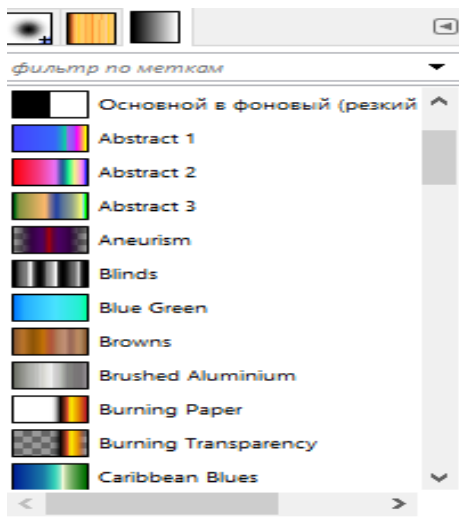 фильтр по меткам
Основной в фоновый (резкий
Abstract 1
Abstract 2
Abstract 3
Aneurism
Blinds
Blue Green
Browns
Brushed Aluminium
Burning Paper
Burning Transparency
Caribbean Blues